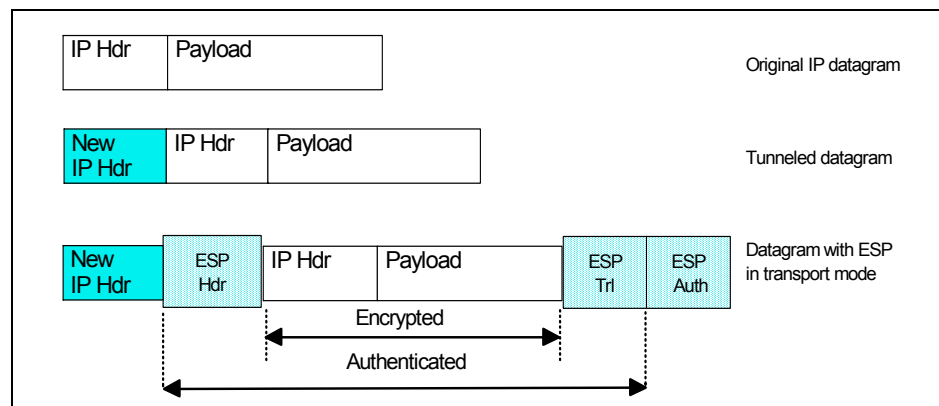 IP Hdr Payload
Original IP datagram
New
IP Hdr
IP Hdr Payload
Tunneled datagram
New
IP Hdr
ESP
Hdr
IP Hdr Payload
ESP
Trl
ESP
Auth
Datagram with ESP
in transport mode
Encrypted
Authenticated